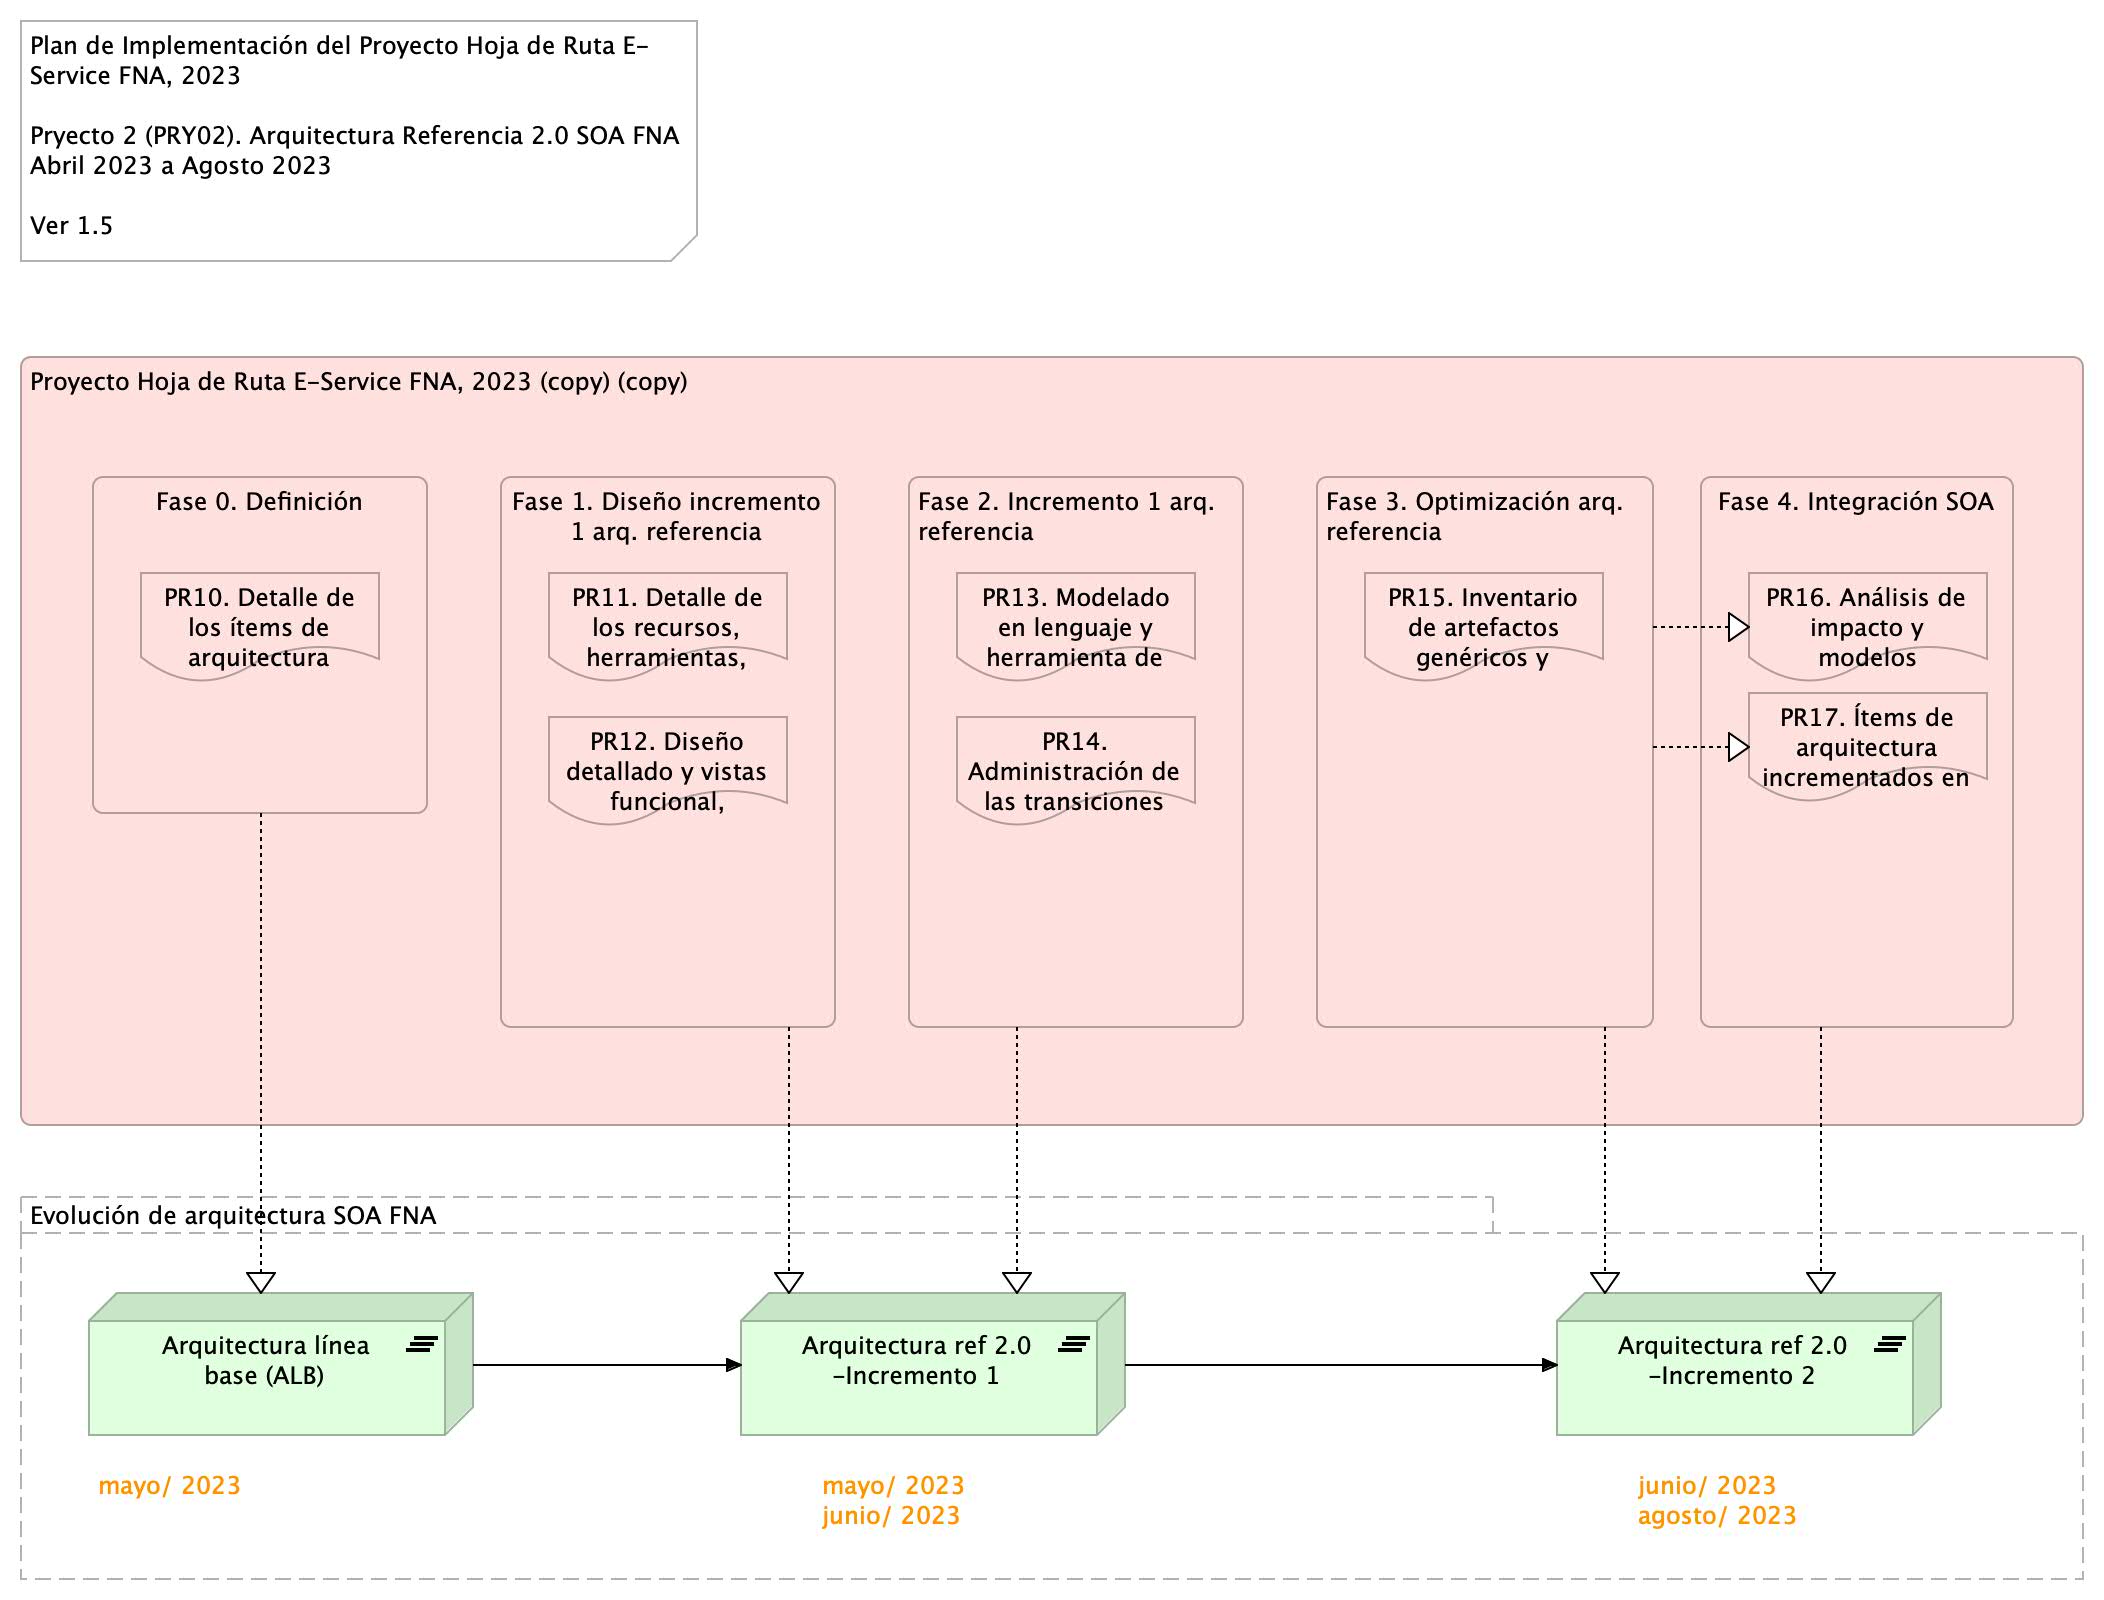 Plan de Implementación del Proyecto Hoja de Ruta E-
Service FNA, 2023
Pryecto 2 (PRY02). Arquitectura Referencia 2.0 SOA FNA
Abril 2023 a Agosto 2023
Ver 1.5
Proyecto Hoja de Ruta E-Service FNA, 2023 (copy) (copy)
Fase 0. Definición
PR10. Detalle de
los ítems de
arquitectura
Fase 1. Diseño incremento
1 arq. referencia
PR11. Detalle de
los recursos,
herramientas,
PR12. Diseño
detallado y vistas
funcional,
Fase 2. Incremento 1 arq.
referencia
PR13. Modelado
en lenguaje y
herramienta de
PR14.
Administración de
las transiciones
Fase 3. Optimización arq.
referencia
PR15. Inventario
de artefactos
genéricos y
Fase 4. Integración SOA
PR16. Análisis de
impacto y
modelos
PR17. Ítems de
arquitectura
incrementados en
Evolución de arquitectura SOA FNA
Arquitectura línea
base (ALB)
Arquitectura ref 2.0
-Incremento 1
Arquitectura ref 2.0
-Incremento 2
mayo/ 2023
mayo/ 2023
junio/ 2023
junio/ 2023
agosto/ 2023